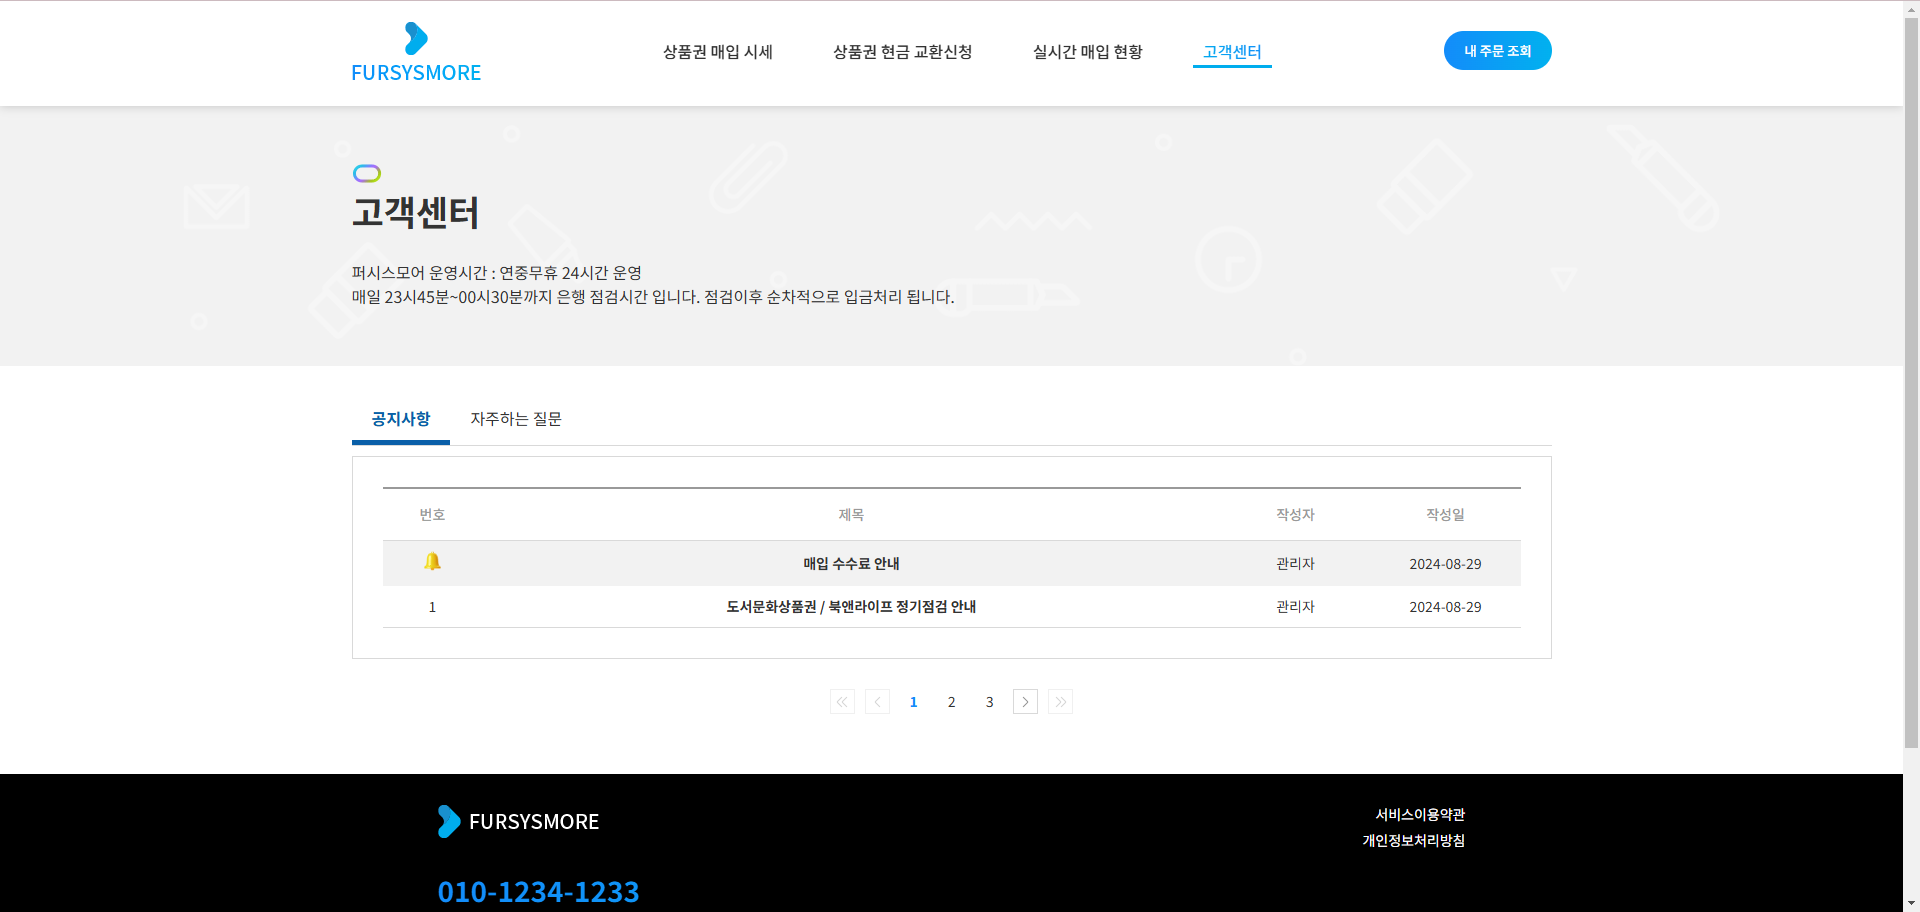 FURSYSMORE
상품권 매입 시세
상품권 현금 교환신청
실시간 매입 현황
고객센터
내 주문 조회
고객센터
퍼시스모어 운영시간 : 연중무휴 24시간 운영
매일 23시45분~00시30분까지 은행 점검시간 입니다. 점검이후 순차적으로 입금처리 됩니다.
공지사항
자주하는 질문
번호 제목 작성자 작성일
매입 수수료 안내 관리자 2024-08-29
1 도서문화상품권 / 북앤라이프 정기점검 안내 관리자 2024-08-29
1 2 3
FURSYSMORE
서비스이용약관
개인정보처리방침
010-1234-1233